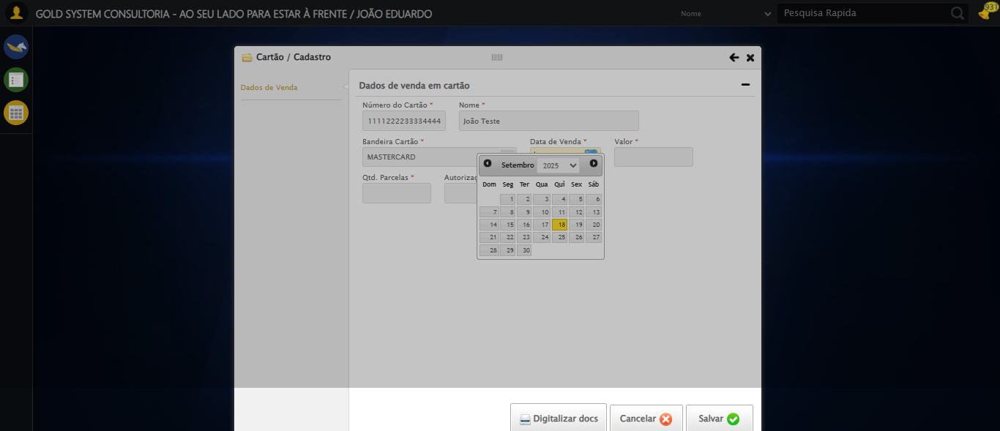 GOLD SYSTEM CONSULTORIA - AO SEU LADO PARA ESTAR À FRENTE / JOÃO EDUARDO
Nome
Pesquisa Rapida
931
Cartão / Cadastro
Dados de Venda
Dados de venda em cartão
Número do Cartão * Nome *
1111222233334444 João Teste
Bandeira Cartão * Data de Venda * Valor *
MASTERCARD
Qtd. Parcelas *
Setembro 2025
Dom Seg Ter Qua Qui Sex Sáb
1 2 3 4 5 6
7 8 9 10 11 12 13
14 15 16 17 18 19 20
21 22 23 24 25 26 27
28 29 30
Digitalizar docs Cancelar Salvar